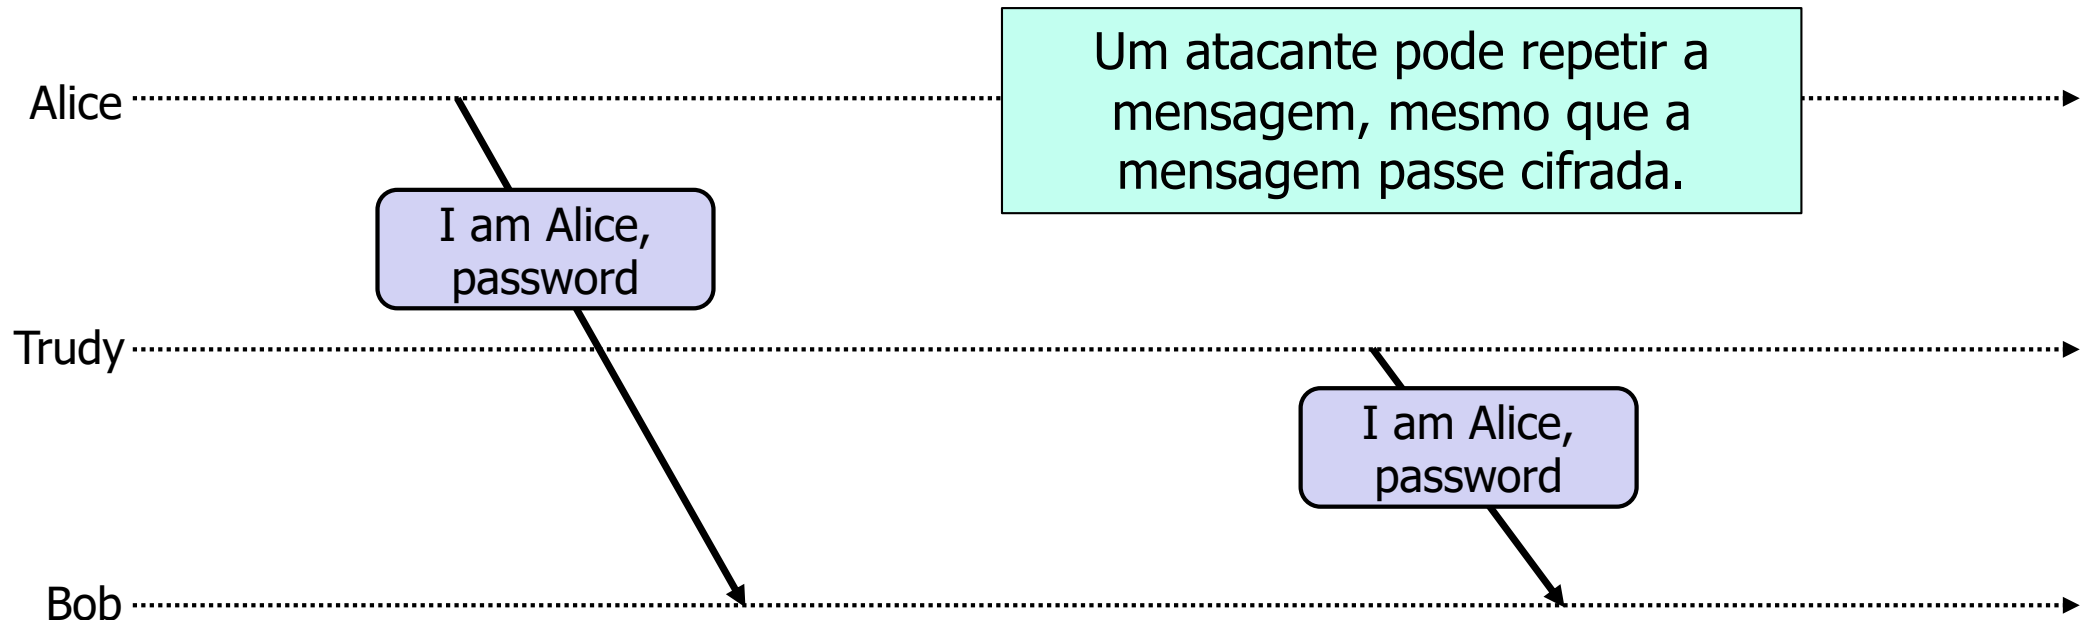 Um atacante pode repetir a
mensagem, mesmo que a
mensagem passe cifrada.
Alice
I am Alice,
password
Trudy
I am Alice,
password
Bob